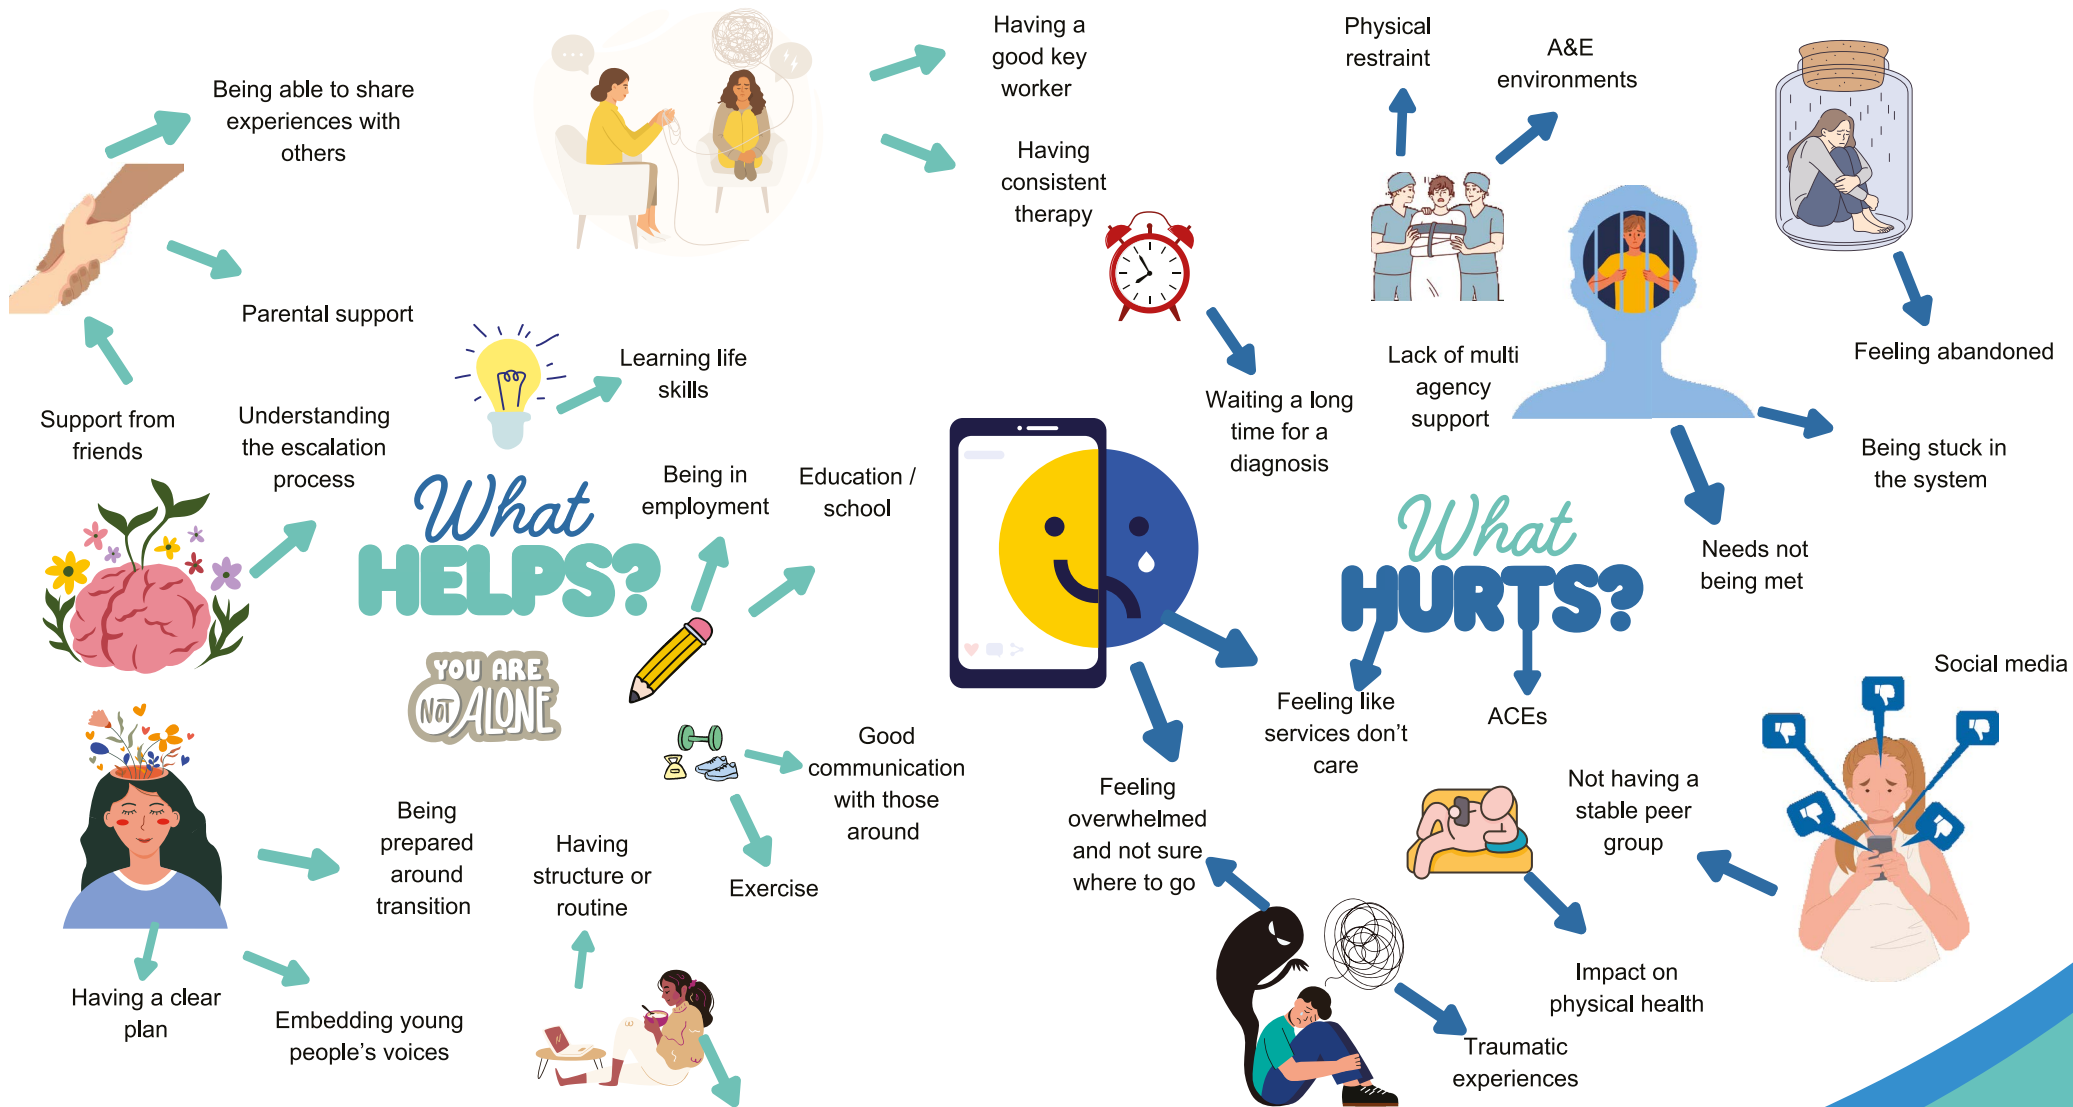 Being able to share
experiences with
others
Parental support
Support from
friends
Understanding
the escalation
process
Learning life
skills
Having a
good key
worker
Having
consistent
therapy
What
HELPS?
Being in
employment
Education /
school
YOU ARE
NOT ALONE
Good
communication
with those
around
Exercise
Being
prepared
around
transition
Having
structure or
routine
Having a clear
plan
Embedding young
people's voices
Physical
restraint
A&E
environments
Waiting a long
time for a
diagnosis
Lack of multi
agency
support
Feeling abandoned
Being stuck in
the system
Needs not
being met
What
HURTS?
Feeling like
services don't
care
ACEs
Social media
Feeling
overwhelmed
and not sure
where to go
Not having a
stable peer
group
Impact on
physical health
Traumatic
experiences